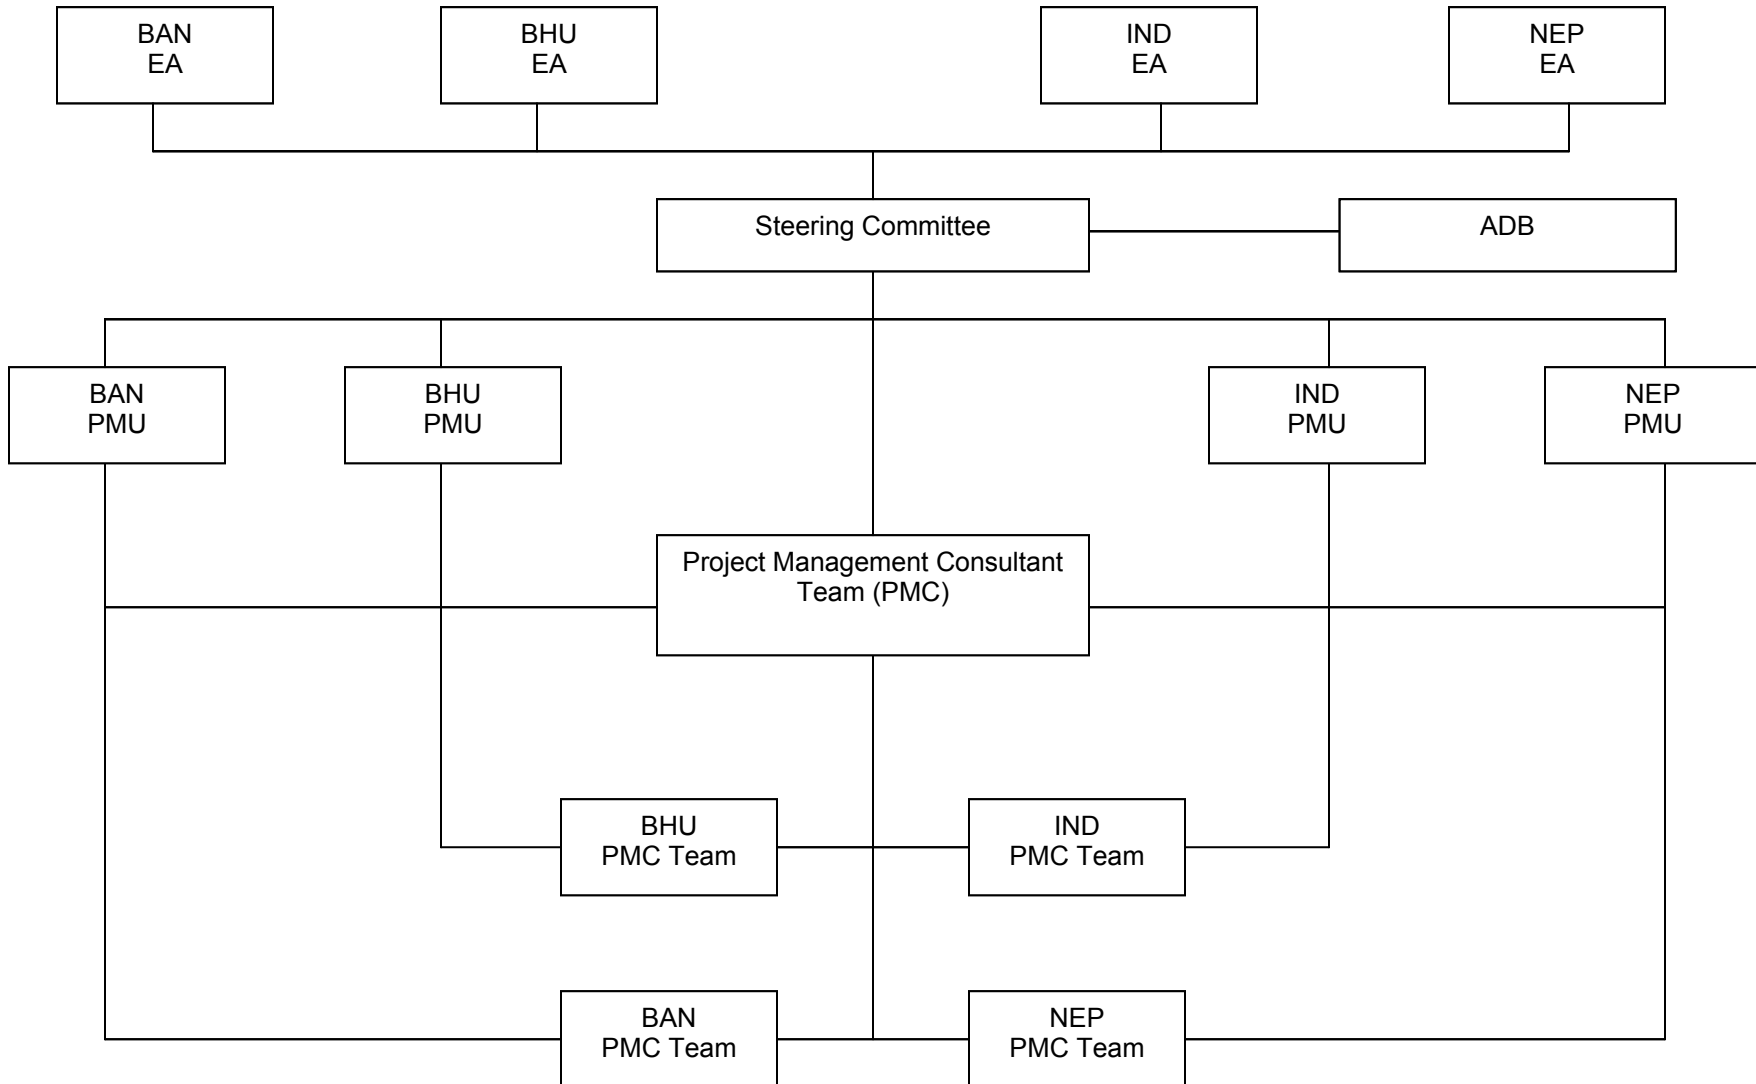 BAN
EA
BHU
EA
IND
EA
NEP
EA
Steering Committee
ADB
BAN
PMU
BHU
PMU
IND
PMU
NEP
PMU
Project Management Consultant
Team (PMC)
BHU
PMC Team
IND
PMC Team
BAN
PMC Team
NEP
PMC Team